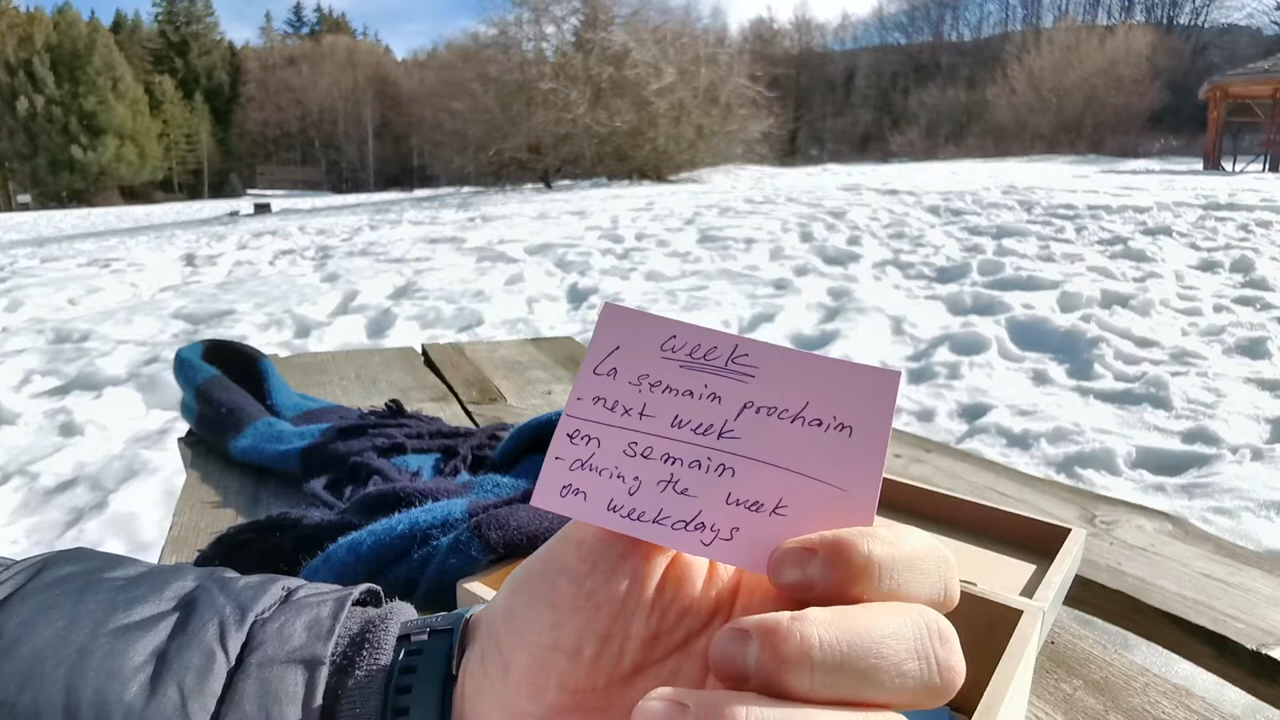 week
La semain prochain
- next week
en semain
- during the week
on weekdays